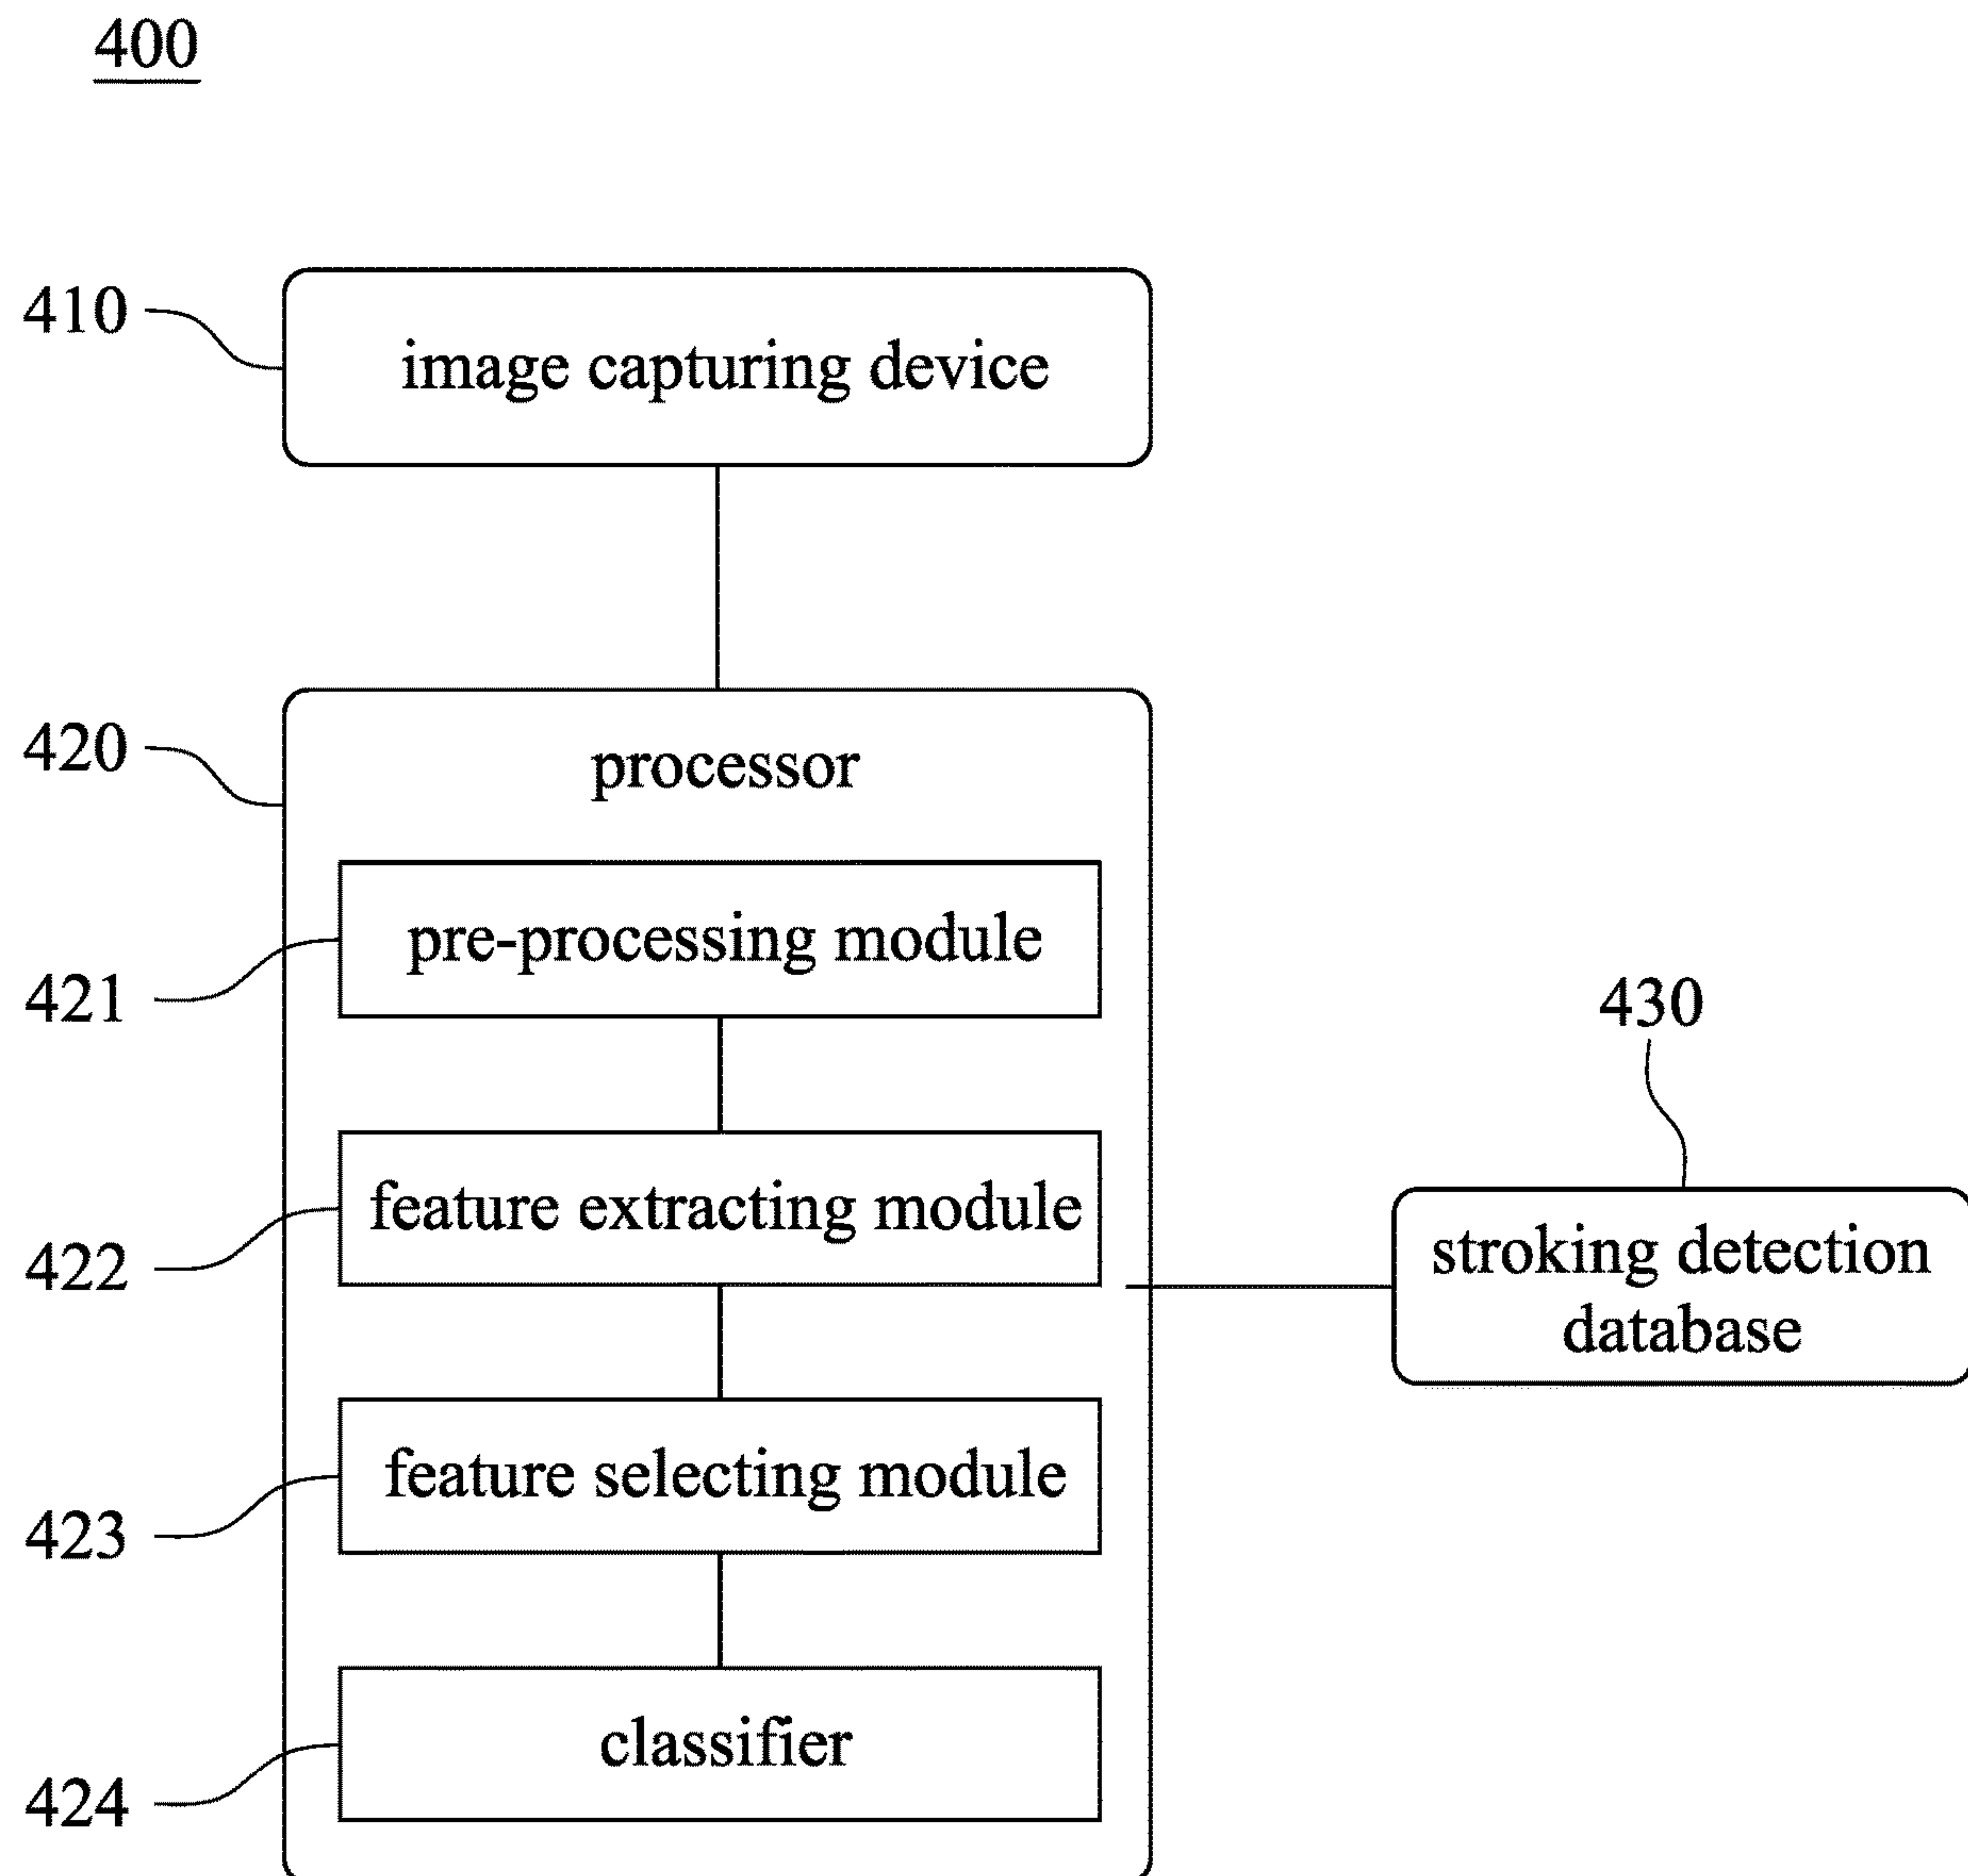 400
410
image capturing device
420
processor
421
pre-processing module
422
feature extracting module
430
stroking detection
database
423
feature selecting module
424
classifier